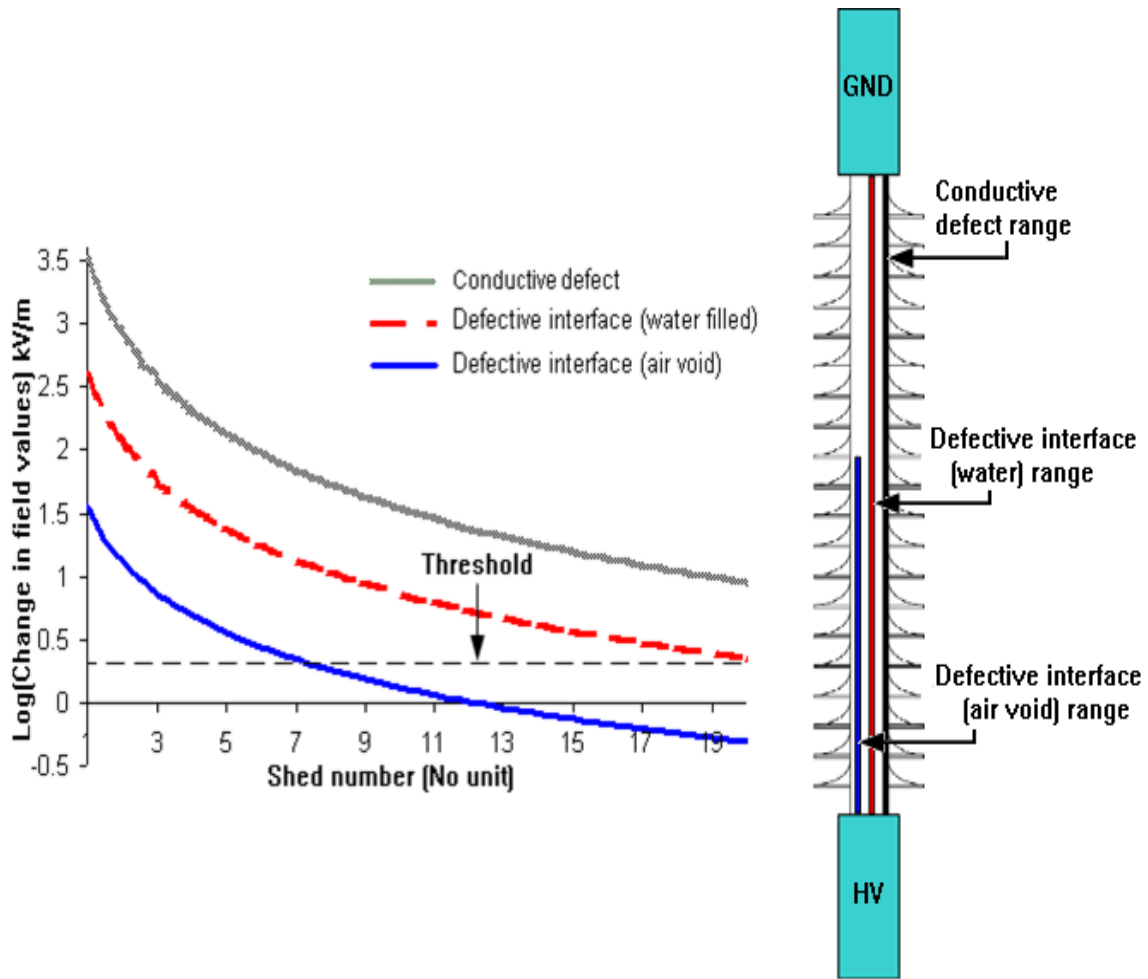 Log(Change in field values) kV/m
3.5
3
2.5
2
1.5
1
0.5
0
-0.5
3 5 7 9 11 13 15 17 19
Shed number (No unit)
Conductive defect
Defective interface (water filled)
Defective interface (air void)
Threshold
GND
Conductive
defect range
Defective interface
(water) range
Defective interface
(air void) range
HV